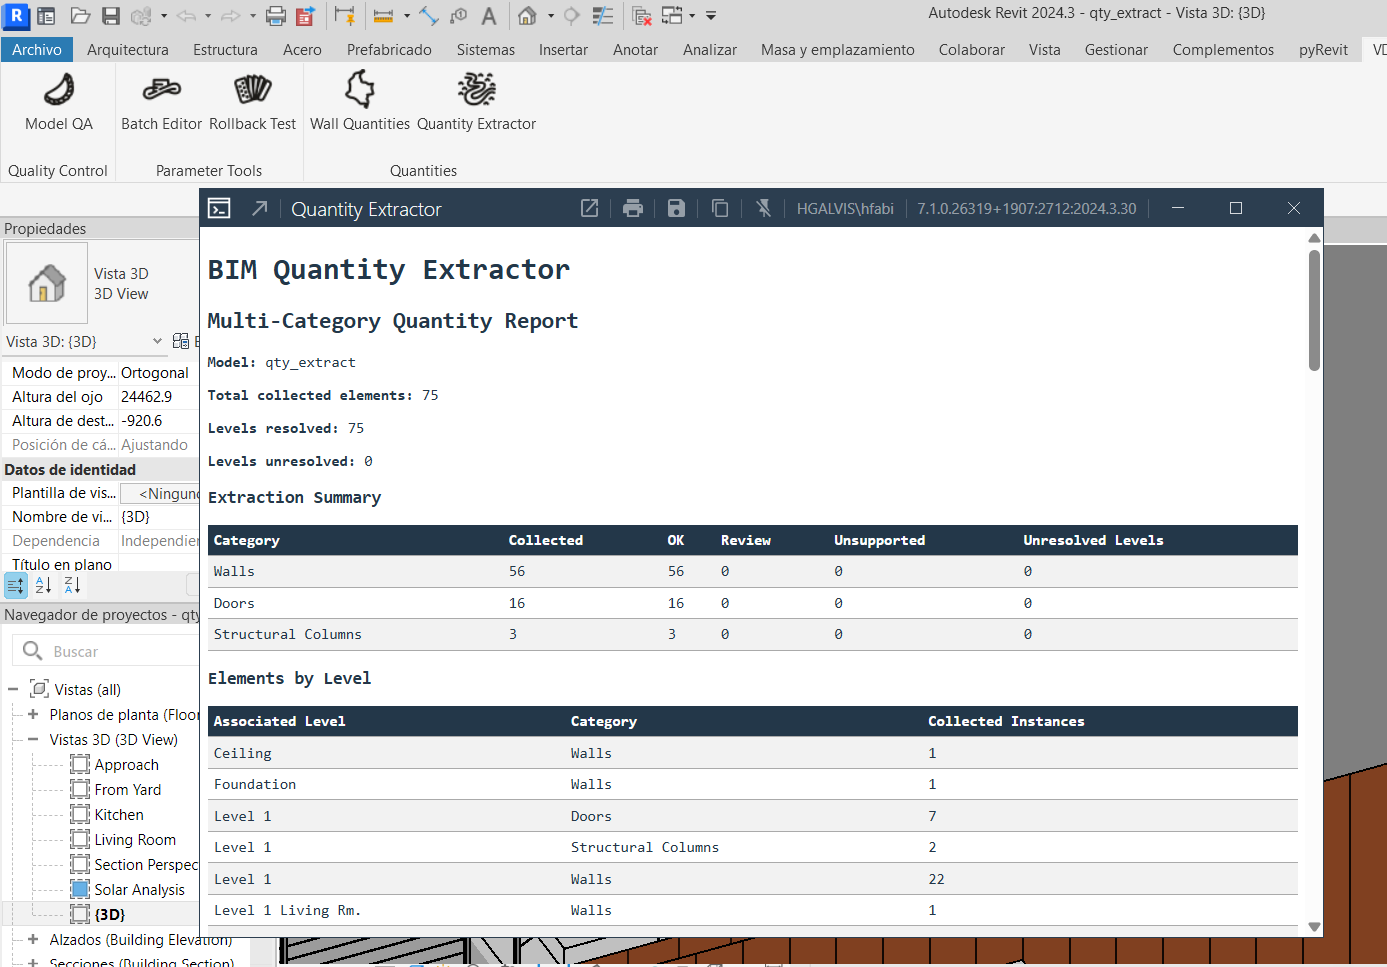 Autodesk Revit 2024.3 - qty_extract - Vista 3D: {3D}
Archivo Arquitectura Estructura Acero Prefabricado Sistemas Insertar Anotar Analizar Masa y emplazamiento Colaborar Vista Gestionar Complementos pyRevit
Model QA Batch Editor Rollback Test Wall Quantities Quantity Extractor
Quality Control Parameter Tools Quantities
Quantity Extractor HGALVIS\hfabi 7.1.0.26319+1907:2712:2024.3.30
Propiedades
Vista 3D
3D View
Vista 3D: {3D}
Modo de proy... Ortogonal
Altura del ojo 24462.9
Altura de dest... -920.6
Posición de cá... Ajustando
Datos de identidad
Plantilla de vis... <Ninguno
Nombre de vi... {3D}
Dependencia Independien
Título en plano
Navegador de proyectos - qty
Buscar
Vistas (all)
Planos de planta (Floor
Vistas 3D (3D View)
Approach
From Yard
Kitchen
Living Room
Section Perspec
Solar Analysis
{3D}
Alzados (Building Elevation)
Secciones (Building Section)
BIM Quantity Extractor
Multi-Category Quantity Report
Model: qty_extract
Total collected elements: 75
Levels resolved: 75
Levels unresolved: 0
Extraction Summary
Category Collected OK Review Unsupported Unresolved Levels
Walls 56 56 0 0 0
Doors 16 16 0 0 0
Structural Columns 3 3 0 0 0
Elements by Level
Associated Level Category Collected Instances
Ceiling Walls 1
Foundation Walls 1
Level 1 Doors 7
Level 1 Structural Columns 2
Level 1 Walls 22
Level 1 Living Rm. Walls 1